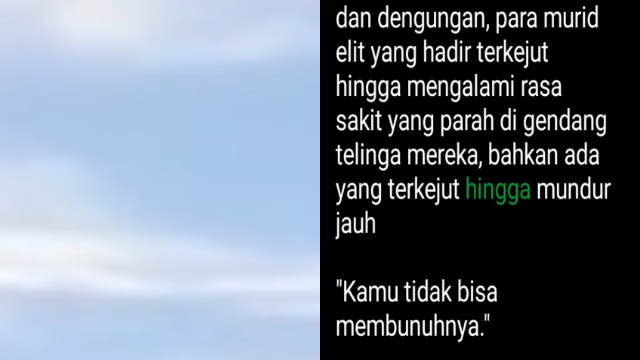 dan dengungan, para murid
elit yang hadir terkejut
hingga mengalami rasa
sakit yang parah di gendang
telinga mereka, bahkan ada
yang terkejut hingga mundur
jauh
"Kamu tidak bisa
membunuhnya."